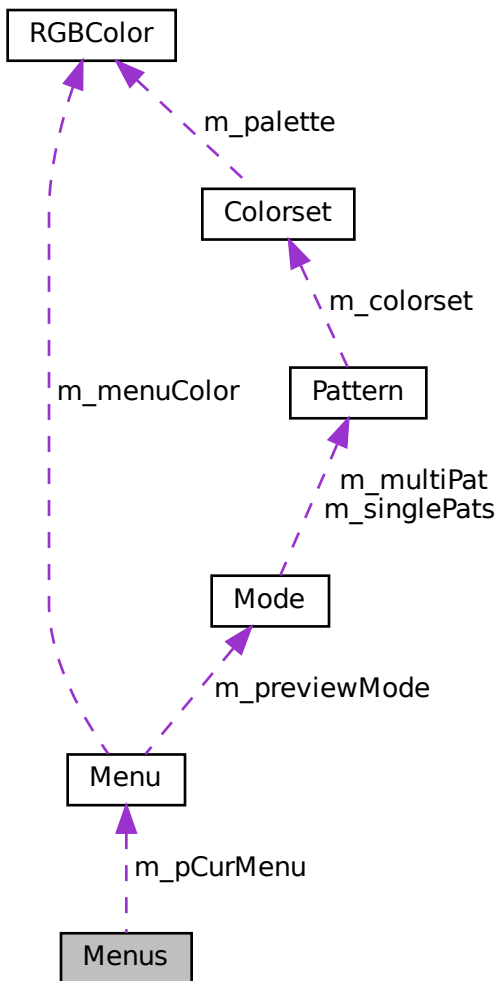 RGBColor
m_palette
Colorset
m_colorset
m_menuColor
Pattern
m_multiPat
m_singlePats
Mode
m_previewMode
Menu
m_pCurMenu
Menus